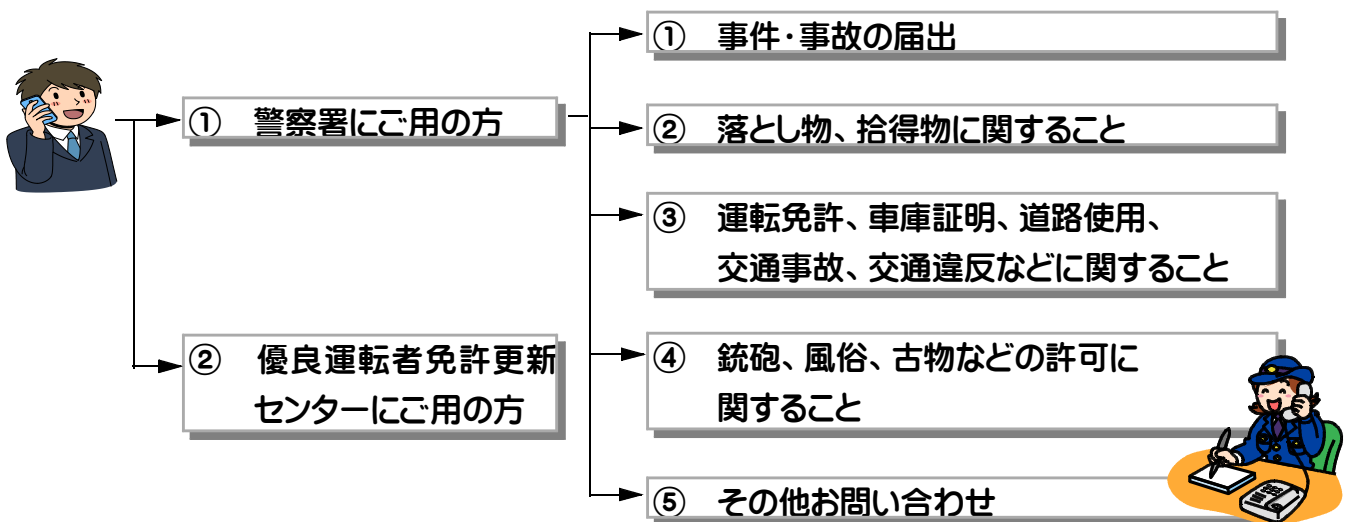 ① 警察署にご用の方
② 優良運転者免許更新
センターにご用の方
① 事件・事故の届出
② 落とし物、拾得物に関すること
③ 運転免許、車庫証明、道路使用、
交通事故、交通違反などに関すること
④ 銃砲、風俗、古物などの許可に
関すること
⑤ その他お問い合わせ